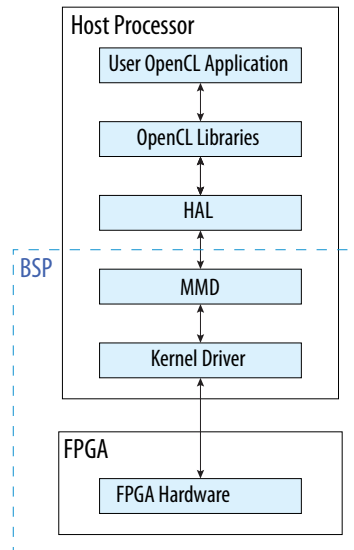 Host Processor
User OpenCL Application
OpenCL Libraries
HAL
BSP
MMD
Kernel Driver
FPGA
FPGA Hardware